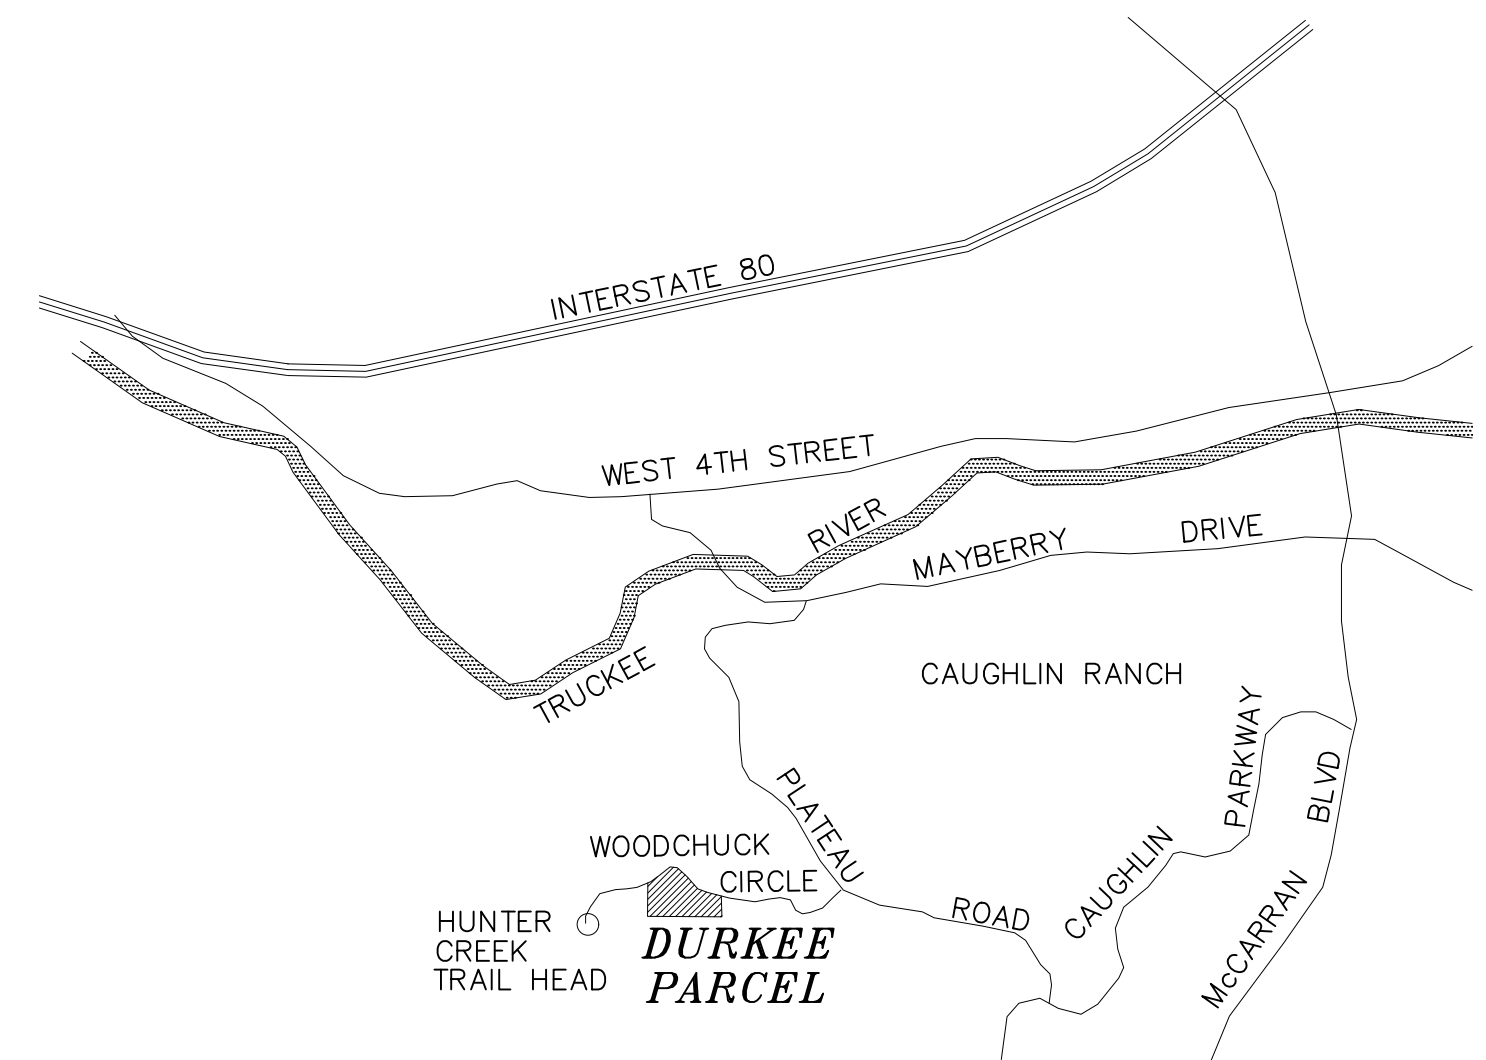 INTERSTATE 80
WEST 4TH STREET
TRUCKEE RIVER
MAYBERRY DRIVE
CAUGHLIN RANCH
PLATEAU ROAD
CAUGHLIN PARKWAY
McCARRAN BLVD
WOODCHUCK
CIRCLE
HUNTER
CREEK
TRAIL HEAD
DURKEE
PARCEL